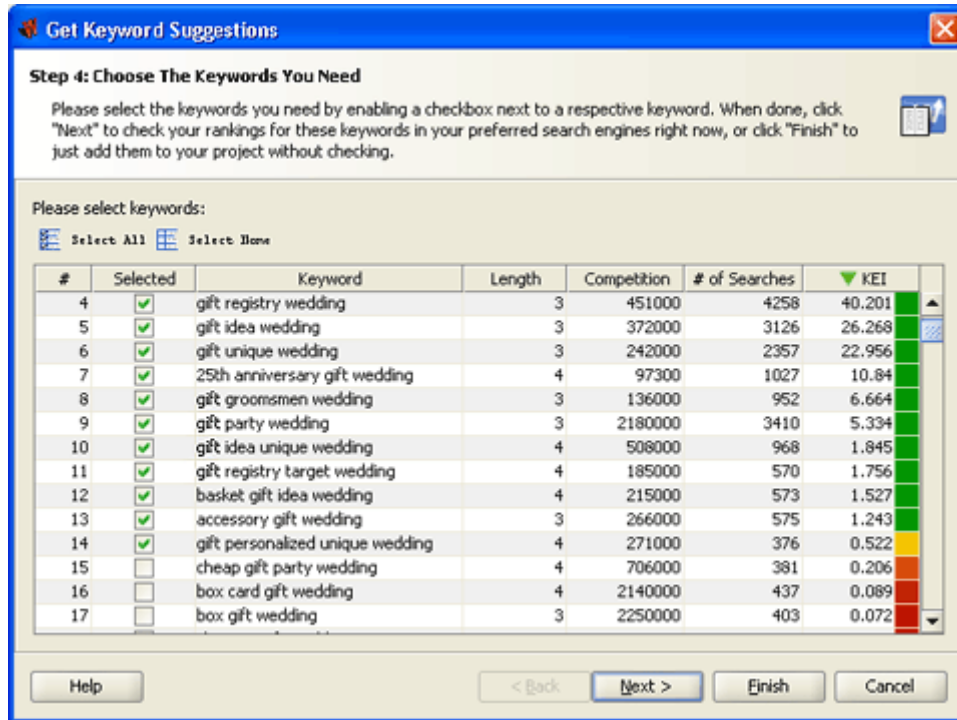 Get Keyword Suggestions
Step 4: Choose The Keywords You Need
Please select the keywords you need by enabling a checkbox next to a respective keyword. When done, click
"Next" to check your rankings for these keywords in your preferred search engines right now, or click "Finish" to
just add them to your project without checking.
Please select keywords:
Select All Select None
# Selected Keyword Length Competition # of Searches KEI
4 gift registry wedding 3 451000 4258 40.201
5 gift idea wedding 3 372000 3126 26.268
6 gift unique wedding 3 242000 2357 22.956
7 25th anniversary gift wedding 4 97300 1027 10.84
8 gift groomsmen wedding 3 136000 952 6.664
9 gift party wedding 3 2180000 3410 5.334
10 gift idea unique wedding 4 508000 968 1.845
11 gift registry target wedding 4 185000 570 1.756
12 basket gift idea wedding 4 215000 573 1.527
13 accessory gift wedding 3 266000 575 1.243
14 gift personalized unique wedding 4 271000 376 0.522
15 cheap gift party wedding 4 706000 381 0.206
16 box card gift wedding 4 2140000 437 0.089
17 box gift wedding 3 2250000 403 0.072
Help < Back Next > Finish Cancel